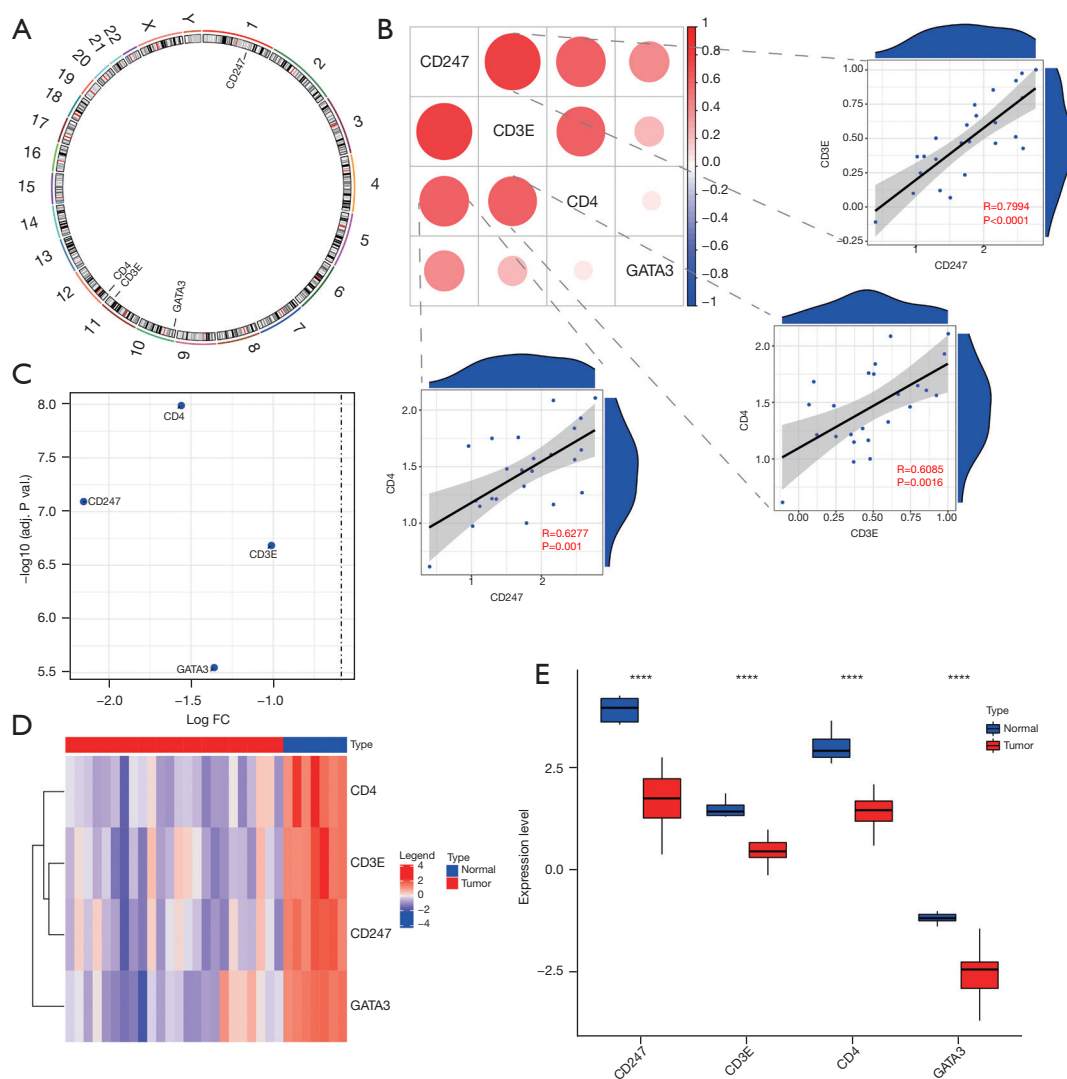 A
1
2
3
4
5
6
7
8
9
10
11
12
13
14
15
16
17
18
19
20
21
22
X
Y
CD247
CD4
CD3E
GATA3
B
CD247
CD3E
CD4
GATA3
1
0.8
0.6
0.4
0.2
0.0
−0.2
−0.4
−0.6
−0.8
−1
1.00
0.75
0.50
0.25
0.00
−0.25
CD3E
R=0.7994
P<0.0001
1 2
CD247
2.0
1.5
1.0
CD4
R=0.6277
P=0.001
1 2
CD247
2.0
1.5
1.0
CD4
R=0.6085
P=0.0016
0.00 0.25 0.50 0.75 1.00
CD3E
C
8.0
7.5
7.0
6.5
6.0
5.5
−log10 (adj. P val.)
CD4
CD247
CD3E
GATA3
−2.0 −1.5 −1.0
Log FC
D
Type
CD4
CD3E
CD247
GATA3
Legend
4
2
0
−2
−4
Type
Normal
Tumor
E
**** **** **** ****
Type
Normal
Tumor
2.5
0.0
−2.5
Expression level
CD247 CD3E CD4 GATA3